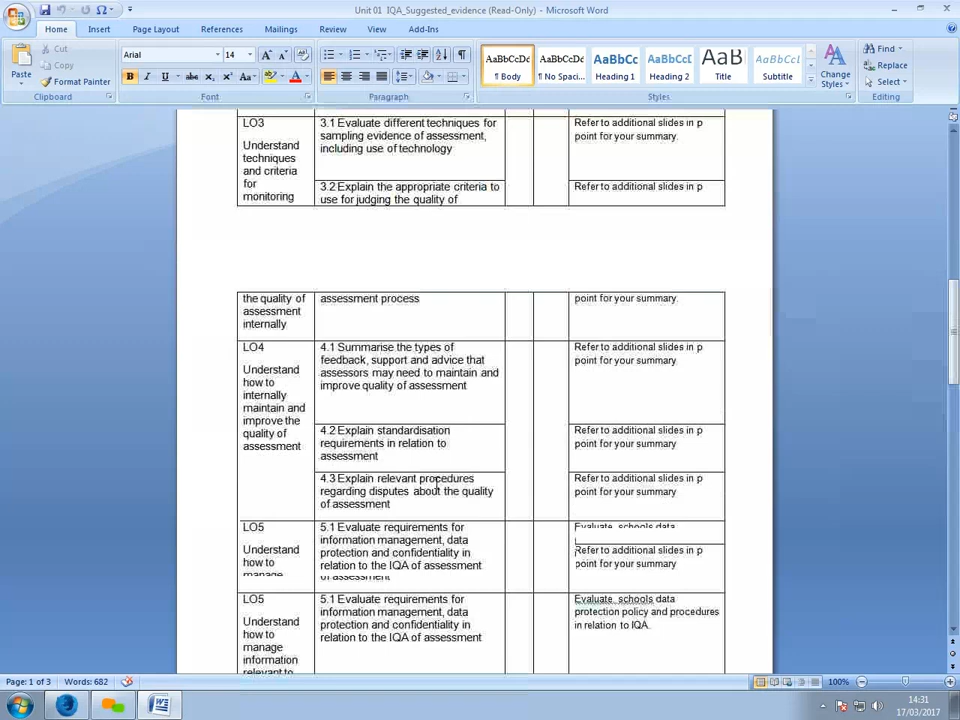 Unit 01 IQA_Suggested_evidence (Read-Only) - Microsoft Word
Home Insert Page Layout References Mailings Review View Add-Ins
Paste
Cut
Copy
Format Painter
Clipboard
Arial 14
Font
Paragraph
AaBbCcDc ¶ Body
AaBbCcDc ¶ No Spaci...
AaBbCc Heading 1
AaBbCc Heading 2
AaB Title
AaBbCcI Subtitle
Change Styles
Styles
Find
Replace
Select
Editing
LO3
Understand
techniques
and criteria
for
monitoring
3.1 Evaluate different techniques for
sampling evidence of assessment,
including use of technology
Refer to additional slides in p
point for your summary.
3.2 Explain the appropriate criteria to
use for judging the quality of
Refer to additional slides in p
the quality of
assessment
internally
assessment process
point for your summary.
LO4
Understand
how to
internally
maintain and
improve the
quality of
assessment
4.1 Summarise the types of
feedback, support and advice that
assessors may need to maintain and
improve quality of assessment
Refer to additional slides in p
point for your summary
4.2 Explain standardisation
requirements in relation to
assessment
Refer to additional slides in p
point for your summary
4.3 Explain relevant procedures
regarding disputes about the quality
of assessment
Refer to additional slides in p
point for your summary
LO5
Understand
how to
manage
5.1 Evaluate requirements for
information management, data
protection and confidentiality in
relation to the IQA of assessment
of assessment
Evaluate schools data
Refer to additional slides in p
point for your summary
LO5
Understand
how to
manage
information
relevant to
5.1 Evaluate requirements for
information management, data
protection and confidentiality in
relation to the IQA of assessment
Evaluate schools data
protection policy and procedures
in relation to IQA.
Page: 1 of 3 Words: 682
100%
14:31
17/03/2017